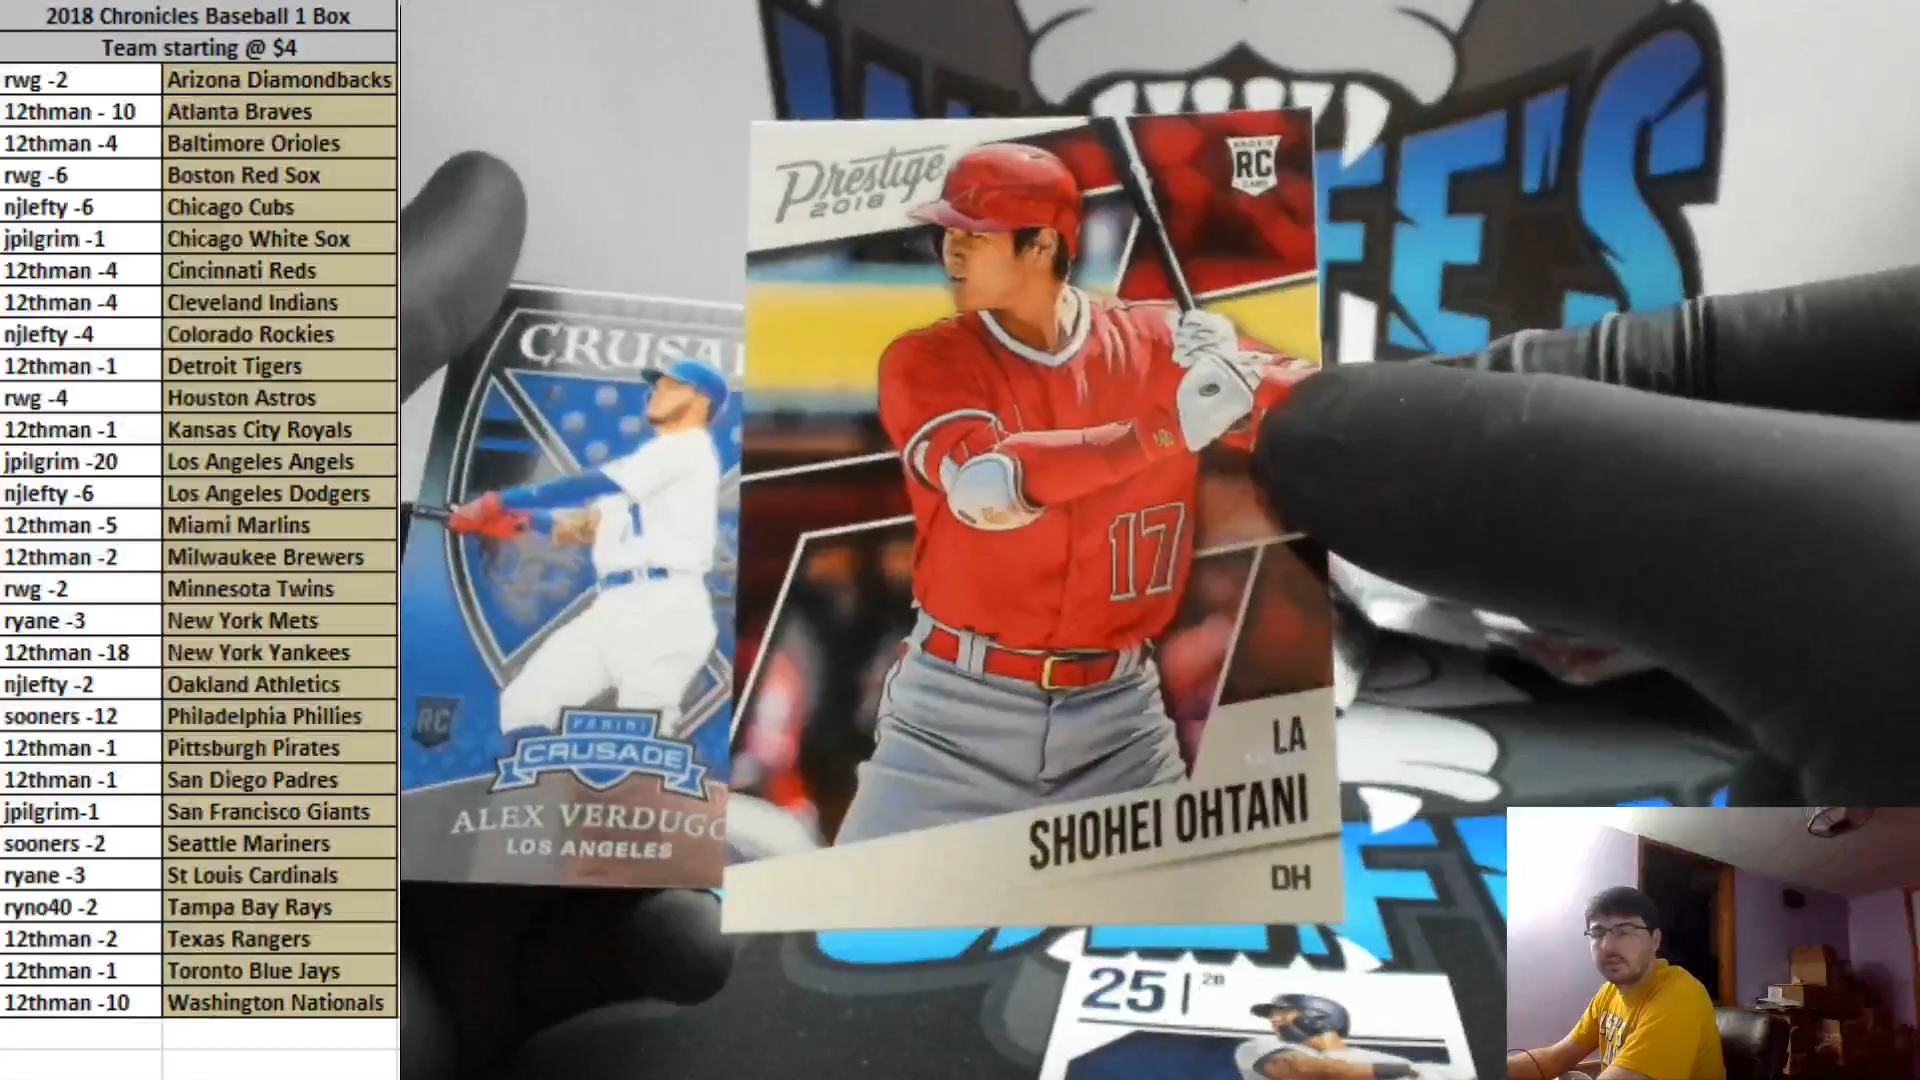 2018 Chronicles Baseball 1 Box
Team starting @ $4
rwg -2 Arizona Diamondbacks
12thman - 10 Atlanta Braves
12thman -4 Baltimore Orioles
rwg -6 Boston Red Sox
njlefty -6 Chicago Cubs
jpilgrim -1 Chicago White Sox
12thman -4 Cincinnati Reds
12thman -4 Cleveland Indians
njlefty -4 Colorado Rockies
12thman -1 Detroit Tigers
rwg -4 Houston Astros
12thman -1 Kansas City Royals
jpilgrim -20 Los Angeles Angels
njlefty -6 Los Angeles Dodgers
12thman -5 Miami Marlins
12thman -2 Milwaukee Brewers
rwg -2 Minnesota Twins
ryane -3 New York Mets
12thman -18 New York Yankees
njlefty -2 Oakland Athletics
sooners -12 Philadelphia Phillies
12thman -1 Pittsburgh Pirates
12thman -1 San Diego Padres
jpilgrim-1 San Francisco Giants
sooners -2 Seattle Mariners
ryane -3 St Louis Cardinals
ryno40 -2 Tampa Bay Rays
12thman -2 Texas Rangers
12thman -1 Toronto Blue Jays
12thman -10 Washington Nationals
Prestige
2018
ROOKIE
RC
CARD
17
LA
SHOHEI OHTANI
DH
CRUSA
1
RC
PANINI
CRUSADE
ALEX VERDUGO
LOS ANGELES
FE'S
25